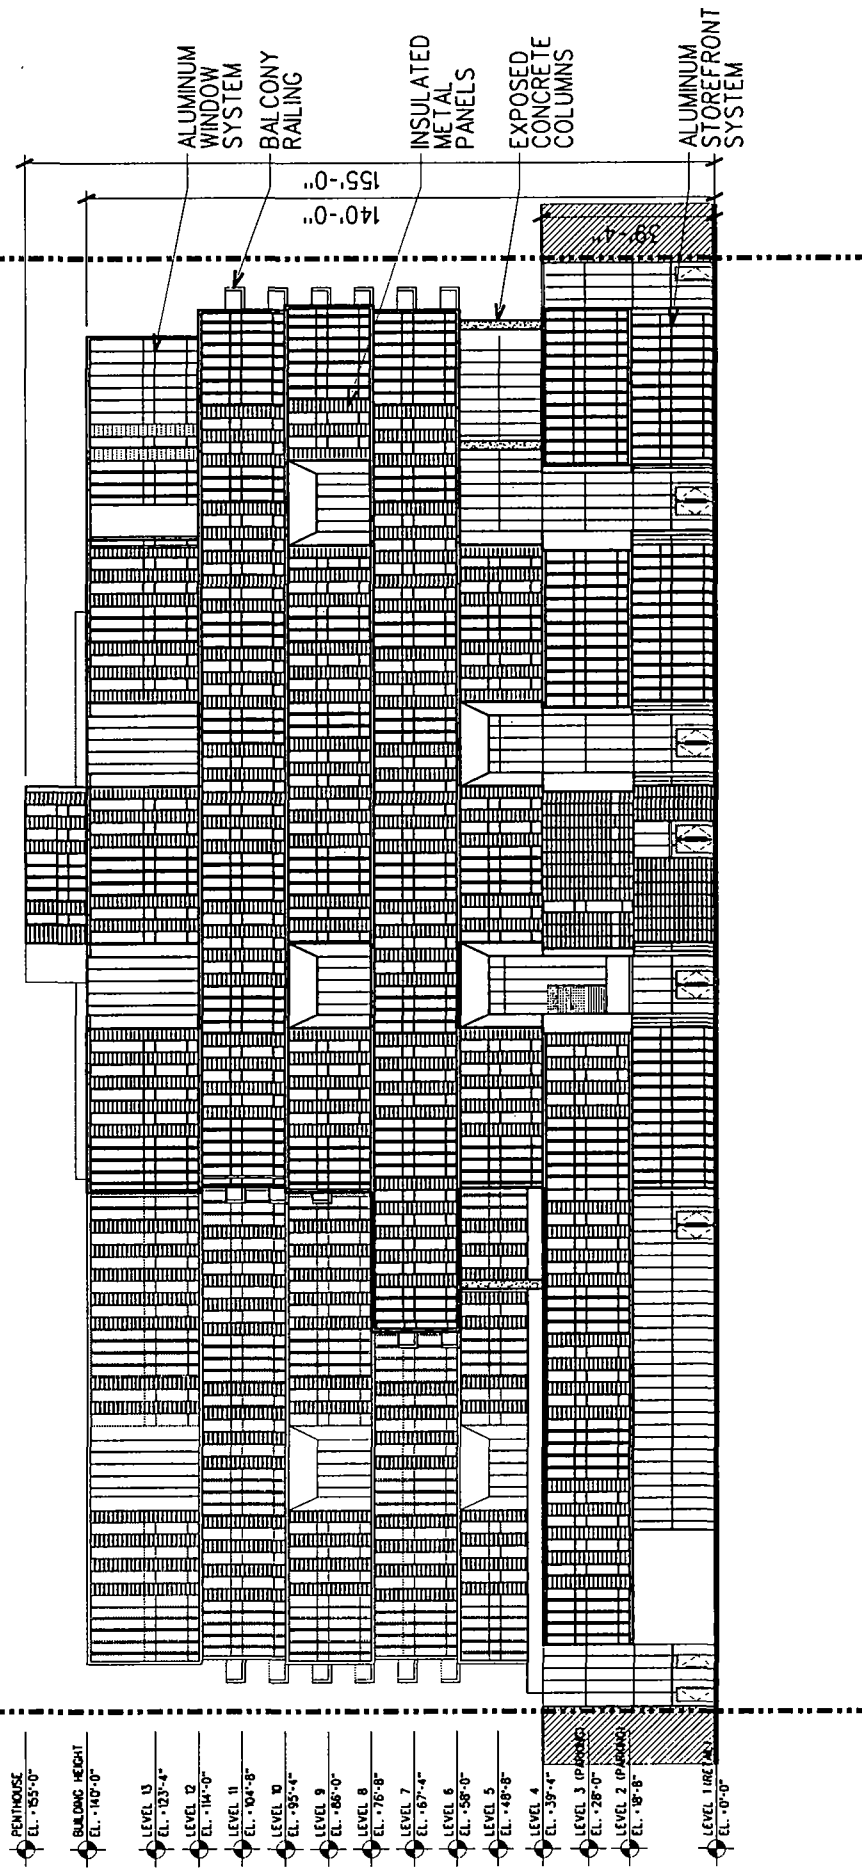 ALUMINUM
WINDOW
SYSTEM
BALCONY
RAILING
INSULATED
METAL
PANELS
EXPOSED
CONCRETE
COLUMNS
ALUMINUM
STOREFRONT
SYSTEM
155'-0"
140'-0"
39'-4"
PENTHOUSE
EL. +155'-0"
BUILDING HEIGHT
EL. +140'-0"
LEVEL 13
EL. +123'-4"
LEVEL 12
EL. +114'-0"
LEVEL 11
EL. +104'-8"
LEVEL 10
EL. +95'-4"
LEVEL 9
EL. +86'-0"
LEVEL 8
EL. +76'-8"
LEVEL 7
EL. +67'-4"
LEVEL 6
EL. +58'-0"
LEVEL 5
EL. +48'-8"
LEVEL 4
EL. +39'-4"
LEVEL 3 (PARKING)
EL. +28'-0"
LEVEL 2 (PARKING)
EL. +18'-8"
LEVEL 1 (RETAIL)
EL. +0'-0"